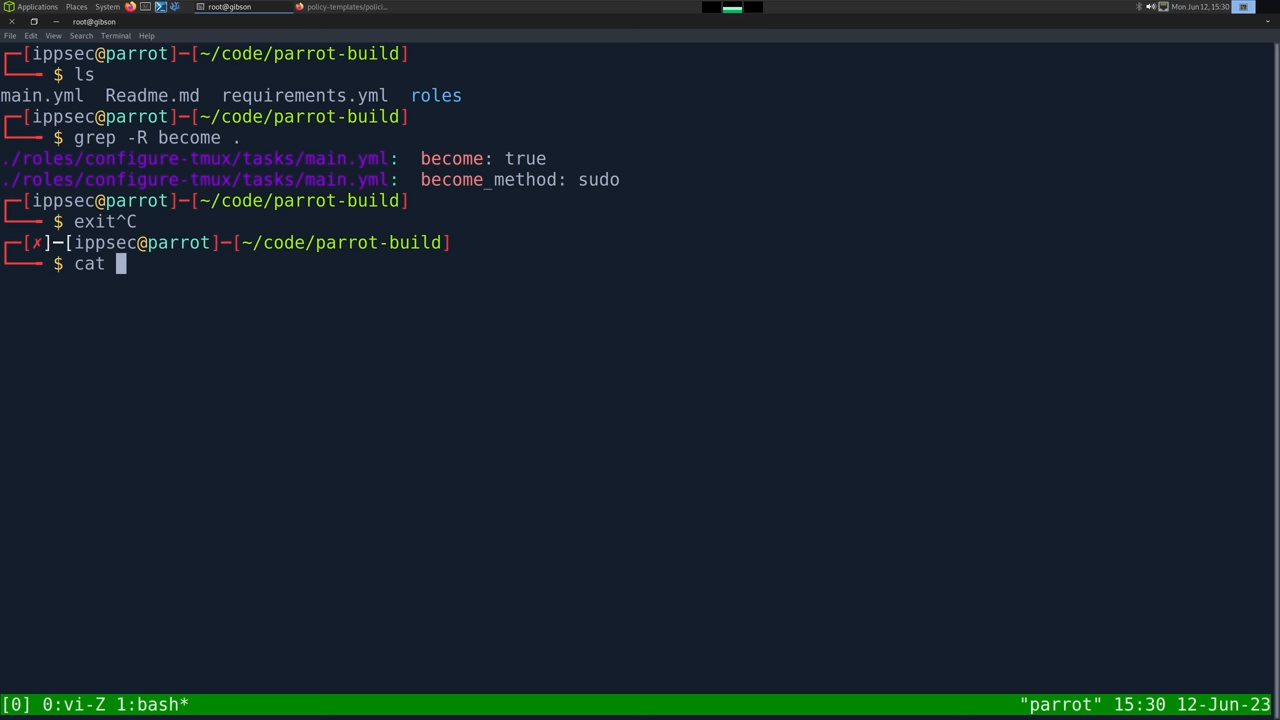 Applications Places System root@gibson policy-templates/polici... Mon Jun 12, 15:30
root@gibson
File Edit View Search Terminal Help
┌─[ippsec@parrot]─[~/code/parrot-build]
└──╼ $ ls
main.yml Readme.md requirements.yml roles
┌─[ippsec@parrot]─[~/code/parrot-build]
└──╼ $ grep -R become .
./roles/configure-tmux/tasks/main.yml: become: true
./roles/configure-tmux/tasks/main.yml: become_method: sudo
┌─[ippsec@parrot]─[~/code/parrot-build]
└──╼ $ exit^C
┌─[✗]─[ippsec@parrot]─[~/code/parrot-build]
└──╼ $ cat
[0] 0:vi-Z 1:bash* "parrot" 15:30 12-Jun-23